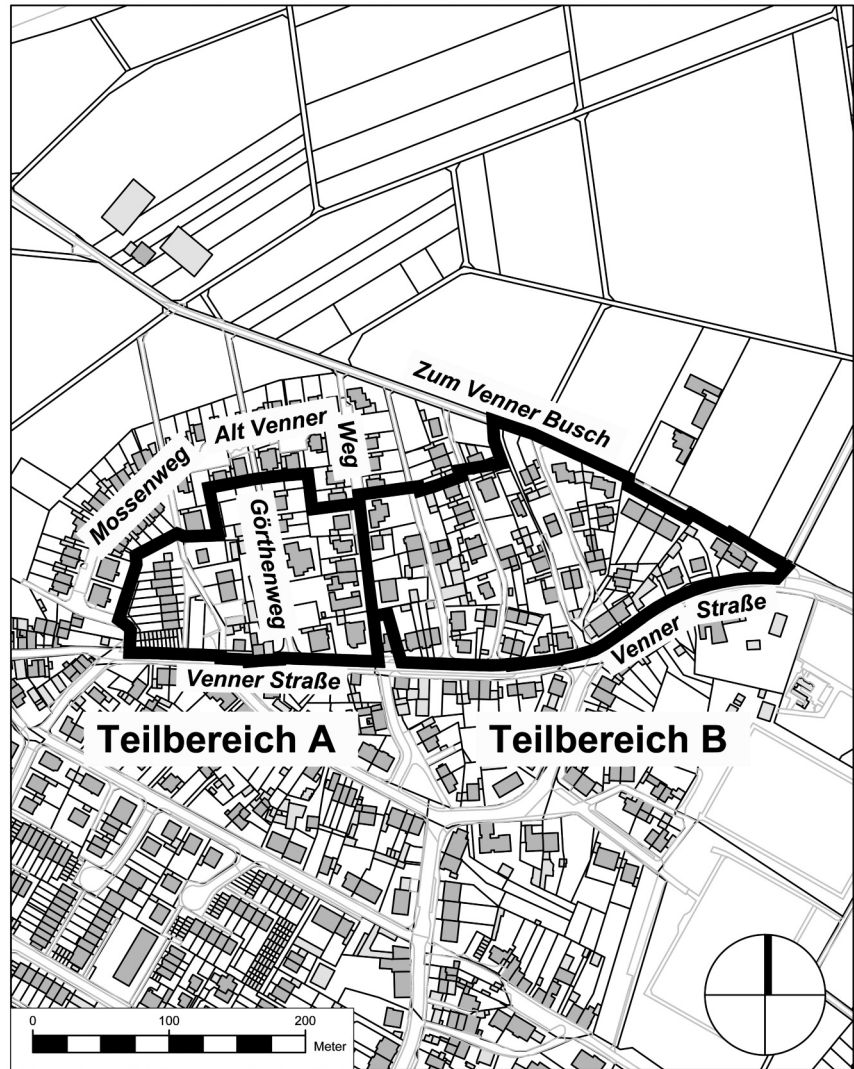 Zum Venner Busch
Alt Venner
Weg
Mossenweg
Görthenweg
Venner Straße
Venner Straße
Teilbereich A
Teilbereich B
0
100
200
Meter